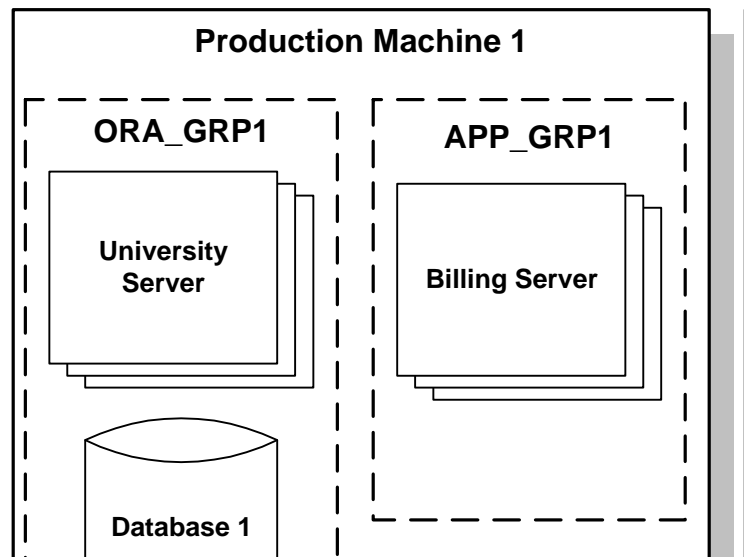 Production Machine 1
ORA_GRP1
APP_GRP1
University
Server
Billing Server
Database 1